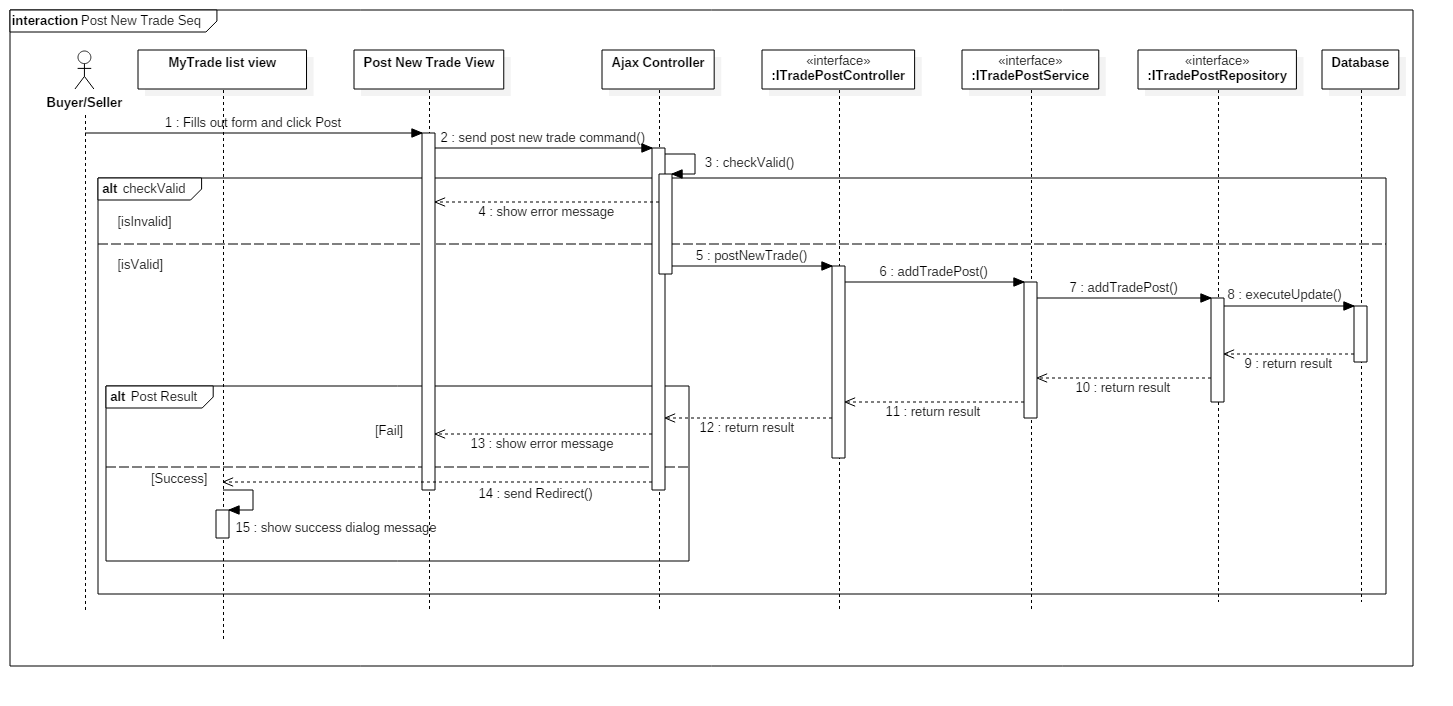 interaction Post New Trade Seq
Buyer/Seller
MyTrade list view
Post New Trade View
Ajax Controller
«interface»
:ITradePostController
«interface»
:ITradePostService
«interface»
:ITradePostRepository
Database
1 : Fills out form and click Post
2 : send post new trade command()
3 : checkValid()
alt checkValid
4 : show error message
[isInvalid]
[isValid]
5 : postNewTrade()
6 : addTradePost()
7 : addTradePost()
8 : executeUpdate()
9 : return result
10 : return result
alt Post Result
11 : return result
12 : return result
[Fail]
13 : show error message
[Success]
14 : send Redirect()
15 : show success dialog message